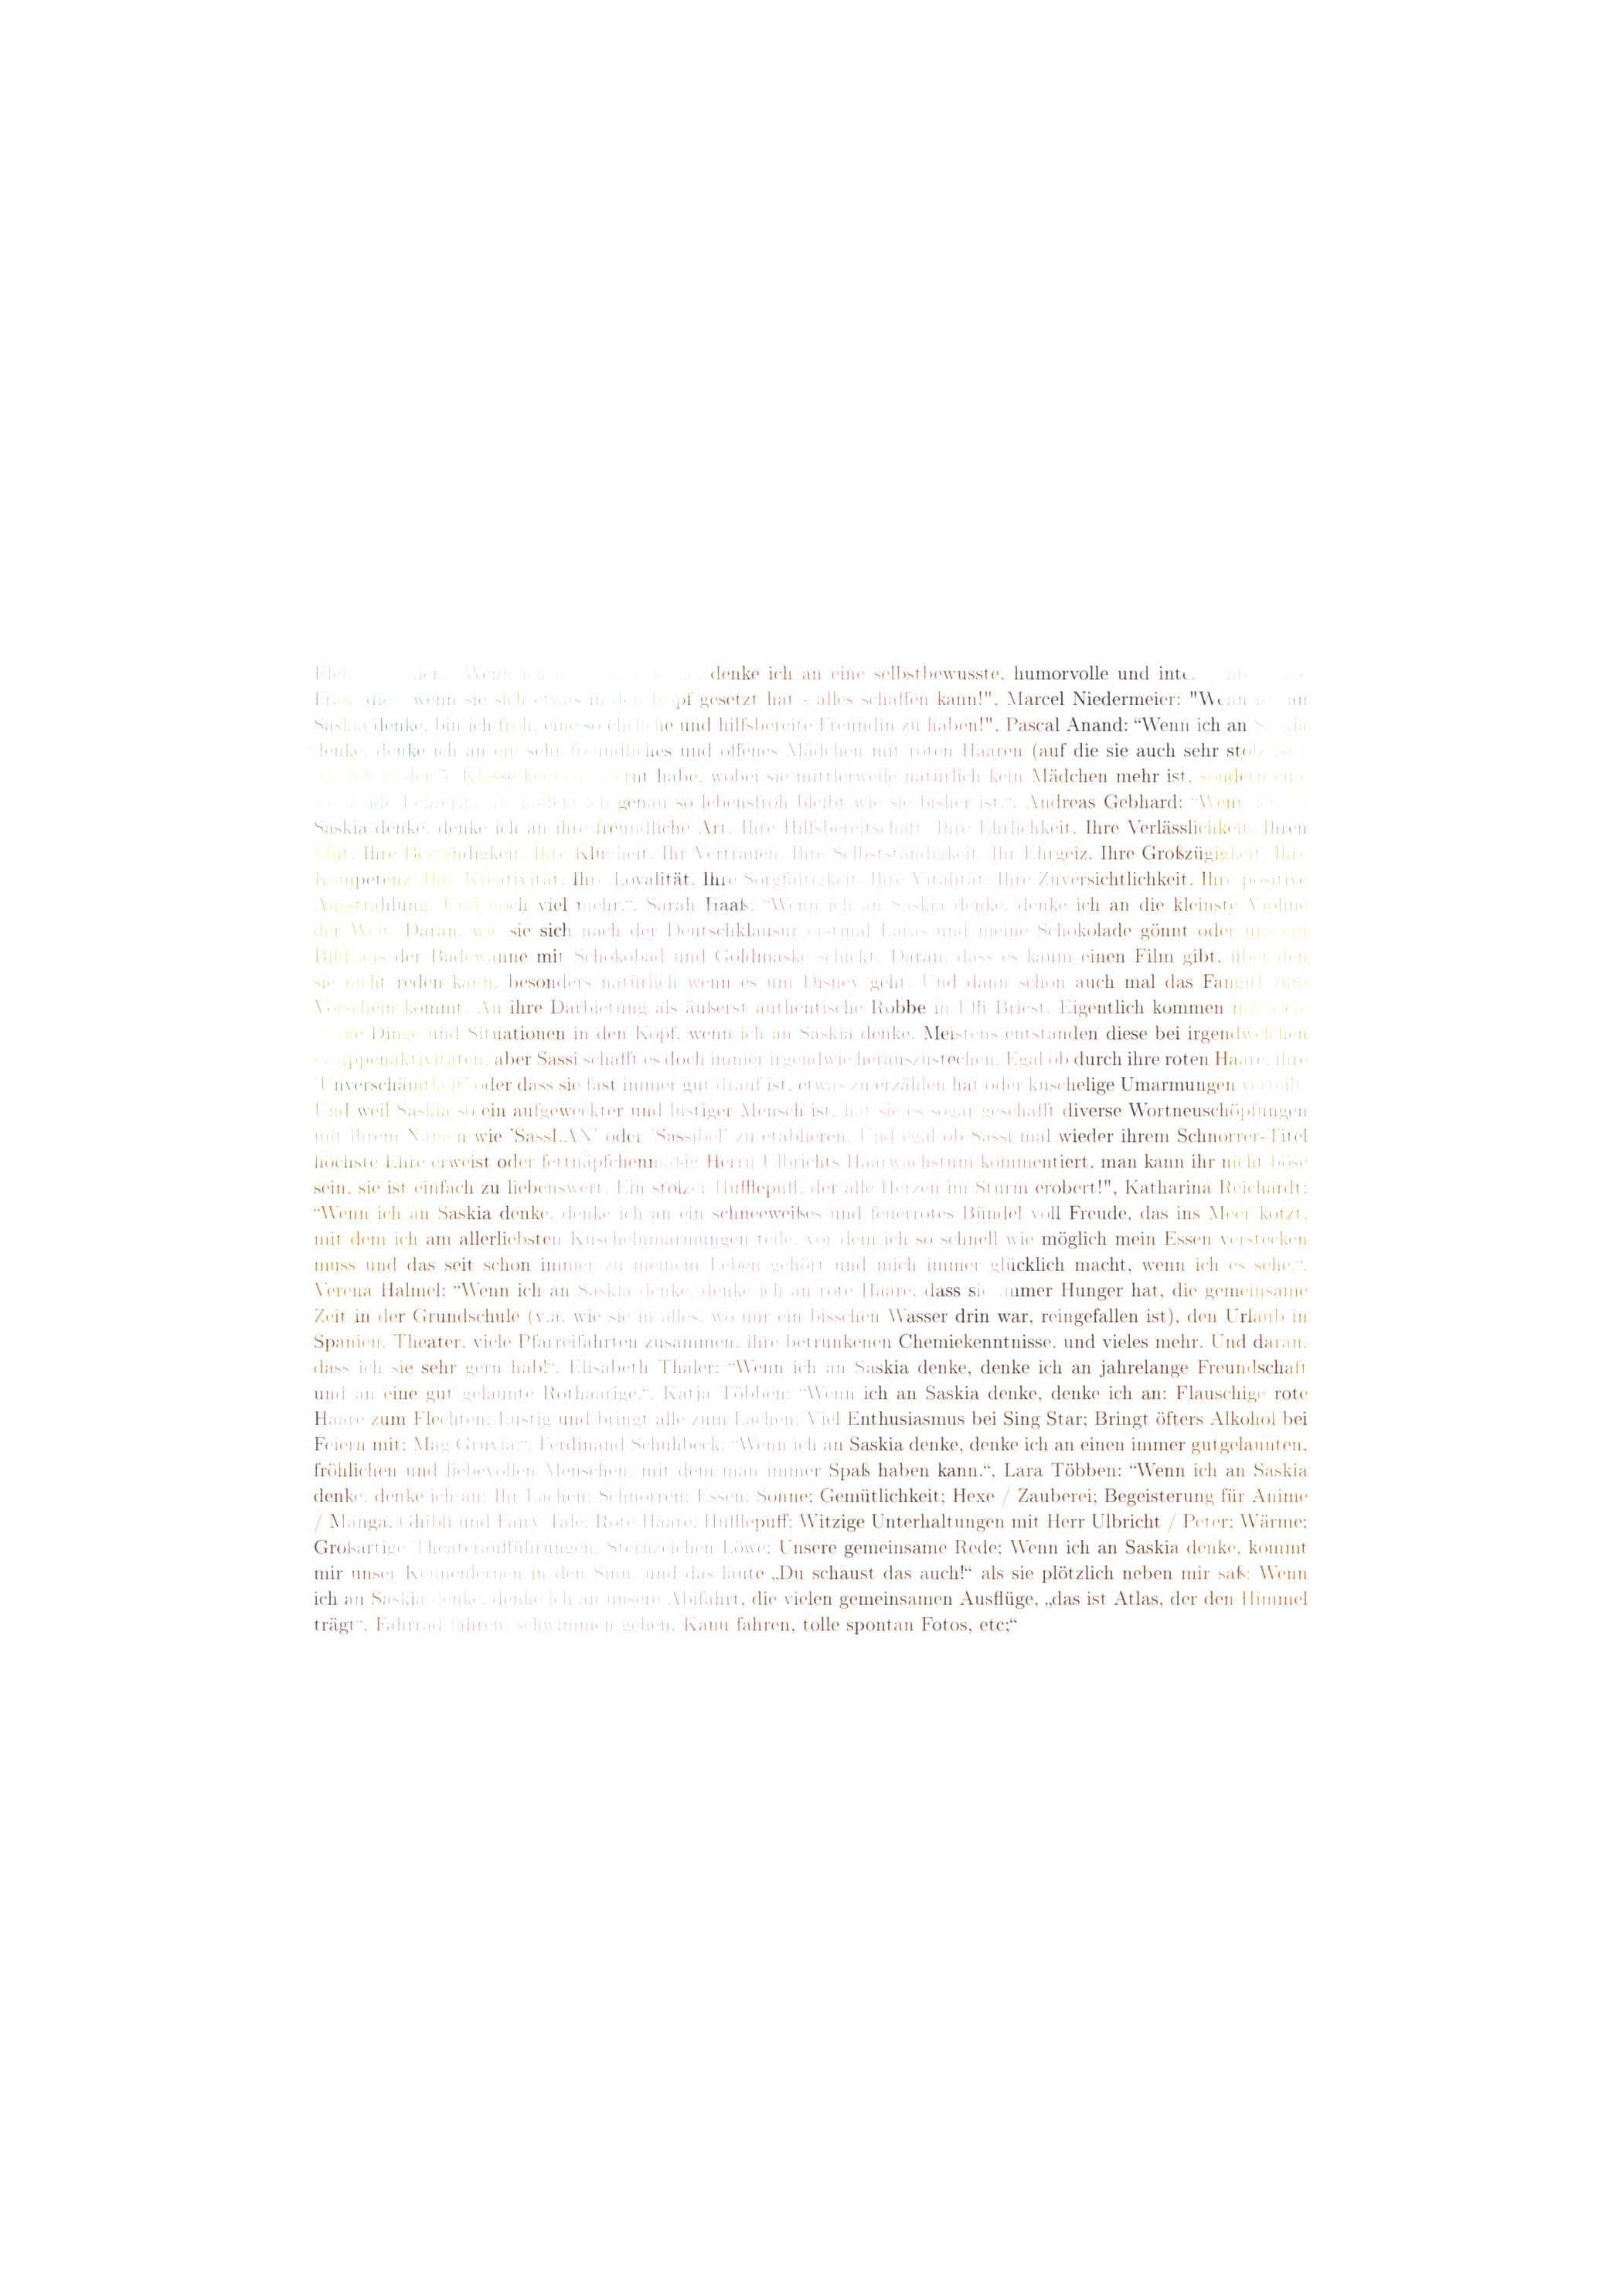 "Wenn ich denke ich an eine selbstbewusste, humorvolle und
Frau, die - wenn sie sich etwas in den Kopf gesetzt hat - alles schaffen kann!", Marcel Niedermeier: "Wenn ich an
Saskia denke, bin ich froh, eine so ehrliche und hilfsbereite Freundin zu haben!", Pascal Anand: “Wenn ich an Saskia
denke, denke ich an ein sehr freundliches und offenes Mädchen mit roten Haaren (auf die sie auch sehr stolz ist),
das ich in der 5. Klasse kennengelernt habe, wobei sie mittlerweile natürlich kein Mädchen mehr ist, sondern eine
werdende Lehrerin, die hoffentlich genau so lebensfroh bleibt wie sie bisher ist.“, Andreas Gebhard: “Wenn ich an
Saskia denke, denke ich an ihre freundliche Art, Ihre Hilfsbereitschaft, Ihre Ehrlichkeit, Ihre Verlässlichkeit, Ihren
Mut, Ihre Beständigkeit, Ihre Klugheit, Ihr Vertrauen, Ihre Selbstständigkeit, Ihr Ehrgeiz, Ihre Großzügigkeit, Ihre
Kompetenz, Ihre Kreativität, Ihre Loyalität, Ihre Sorgfältigkeit, Ihre Vitalität, Ihre Zuversichtlichkeit, Ihre positive
Ausstrahlung. Und noch viel mehr.“, Sarah Haaß: “Wenn ich an Saskia denke, denke ich an die kleinste Violine
der Welt. Daran, wie sie sich nach der Deutschklausur erstmal Laras und meine Schokolade gönnt oder uns ein
Bild aus der Badewanne mit Schokobad und Goldmaske schickt. Daran, dass es kaum einen Film gibt, über den
sie nicht reden kann, besonders natürlich wenn es um Disney geht. Und dann schon auch mal das Fangirl zum
Vorschein kommt. An ihre Darbietung als äußerst authentische Robbe in Effi Briest. Eigentlich kommen mir viele
kleine Dinge und Situationen in den Kopf, wenn ich an Saskia denke. Meistens entstanden diese bei irgendwelchen
Gruppenaktivitäten, aber Sassi schafft es doch immer irgendwie herauszustechen. Egal ob durch ihre roten Haare, ihre
'Unverschämtheit' oder dass sie fast immer gut drauf ist, etwas zu erzählen hat oder kuschelige Umarmungen verteilt.
Und weil Saskia so ein aufgeweckter und lustiger Mensch ist, hat sie es sogar geschafft diverse Wortneuschöpfungen
mit ihrem Namen wie 'SassLAN' oder 'Sassibel' zu etablieren. Und egal ob Sassi mal wieder ihrem Schnorrer-Titel
höchste Ehre erweist oder fettnäpfchenmäßig Herrn Ulbrichts Haarwachstum kommentiert, man kann ihr nicht böse
sein, sie ist einfach zu liebenswert. Ein stolzer Hufflepuff, der alle Herzen im Sturm erobert!", Katharina Reichardt:
“Wenn ich an Saskia denke, denke ich an ein schneeweißes und feuerrotes Bündel voll Freude, das ins Meer kotzt,
mit dem ich am allerliebsten Kuschelumarmungen teile, vor dem ich so schnell wie möglich mein Essen verstecken
muss und das seit schon immer zu meinem Leben gehört und mich immer glücklich macht, wenn ich es sehe.“,
Verena Halmel: “Wenn ich an Saskia denke, denke ich an rote Haare, dass sie immer Hunger hat, die gemeinsame
Zeit in der Grundschule (v.a. wie sie in alles, wo nur ein bisschen Wasser drin war, reingefallen ist), den Urlaub in
Spanien, Theater, viele Pfarreifahrten zusammen, ihre betrunkenen Chemiekenntnisse, und vieles mehr. Und daran,
dass ich sie sehr gern hab!“, Elisabeth Thaler: “Wenn ich an Saskia denke, denke ich an jahrelange Freundschaft
und an eine gut gelaunte Rothaarige.“, Katja Többen: “Wenn ich an Saskia denke, denke ich an: Flauschige rote
Haare zum Flechten; Lustig und bringt alle zum Lachen; Viel Enthusiasmus bei Sing Star; Bringt öfters Alkohol bei
Feiern mit; Mag Gruvia;“, Ferdinand Schuhbeck: “Wenn ich an Saskia denke, denke ich an einen immer gutgelaunten,
fröhlichen und liebevollen Menschen, mit dem man immer Spaß haben kann.“, Lara Többen: “Wenn ich an Saskia
denke, denke ich an: Ihr Lachen; Schnorren; Essen; Sonne; Gemütlichkeit; Hexe / Zauberei; Begeisterung für Anime
/ Manga, Ghibli und Fairy Tale; Rote Haare; Hufflepuff; Witzige Unterhaltungen mit Herr Ulbricht / Peter; Wärme;
Großartige Theateraufführungen; Sternzeichen Löwe; Unsere gemeinsame Rede; Wenn ich an Saskia denke, kommt
mir unser Kennenlernen in den Sinn, und das laute „Du schaust das auch!“ als sie plötzlich neben mir saß; Wenn
ich an Saskia denke, denke ich an unsere Abifahrt, die vielen gemeinsamen Ausflüge, „das ist Atlas, der den Himmel
trägt“, Fahrrad fahren, schwimmen gehen, Kanu fahren, tolle spontan Fotos, etc;“